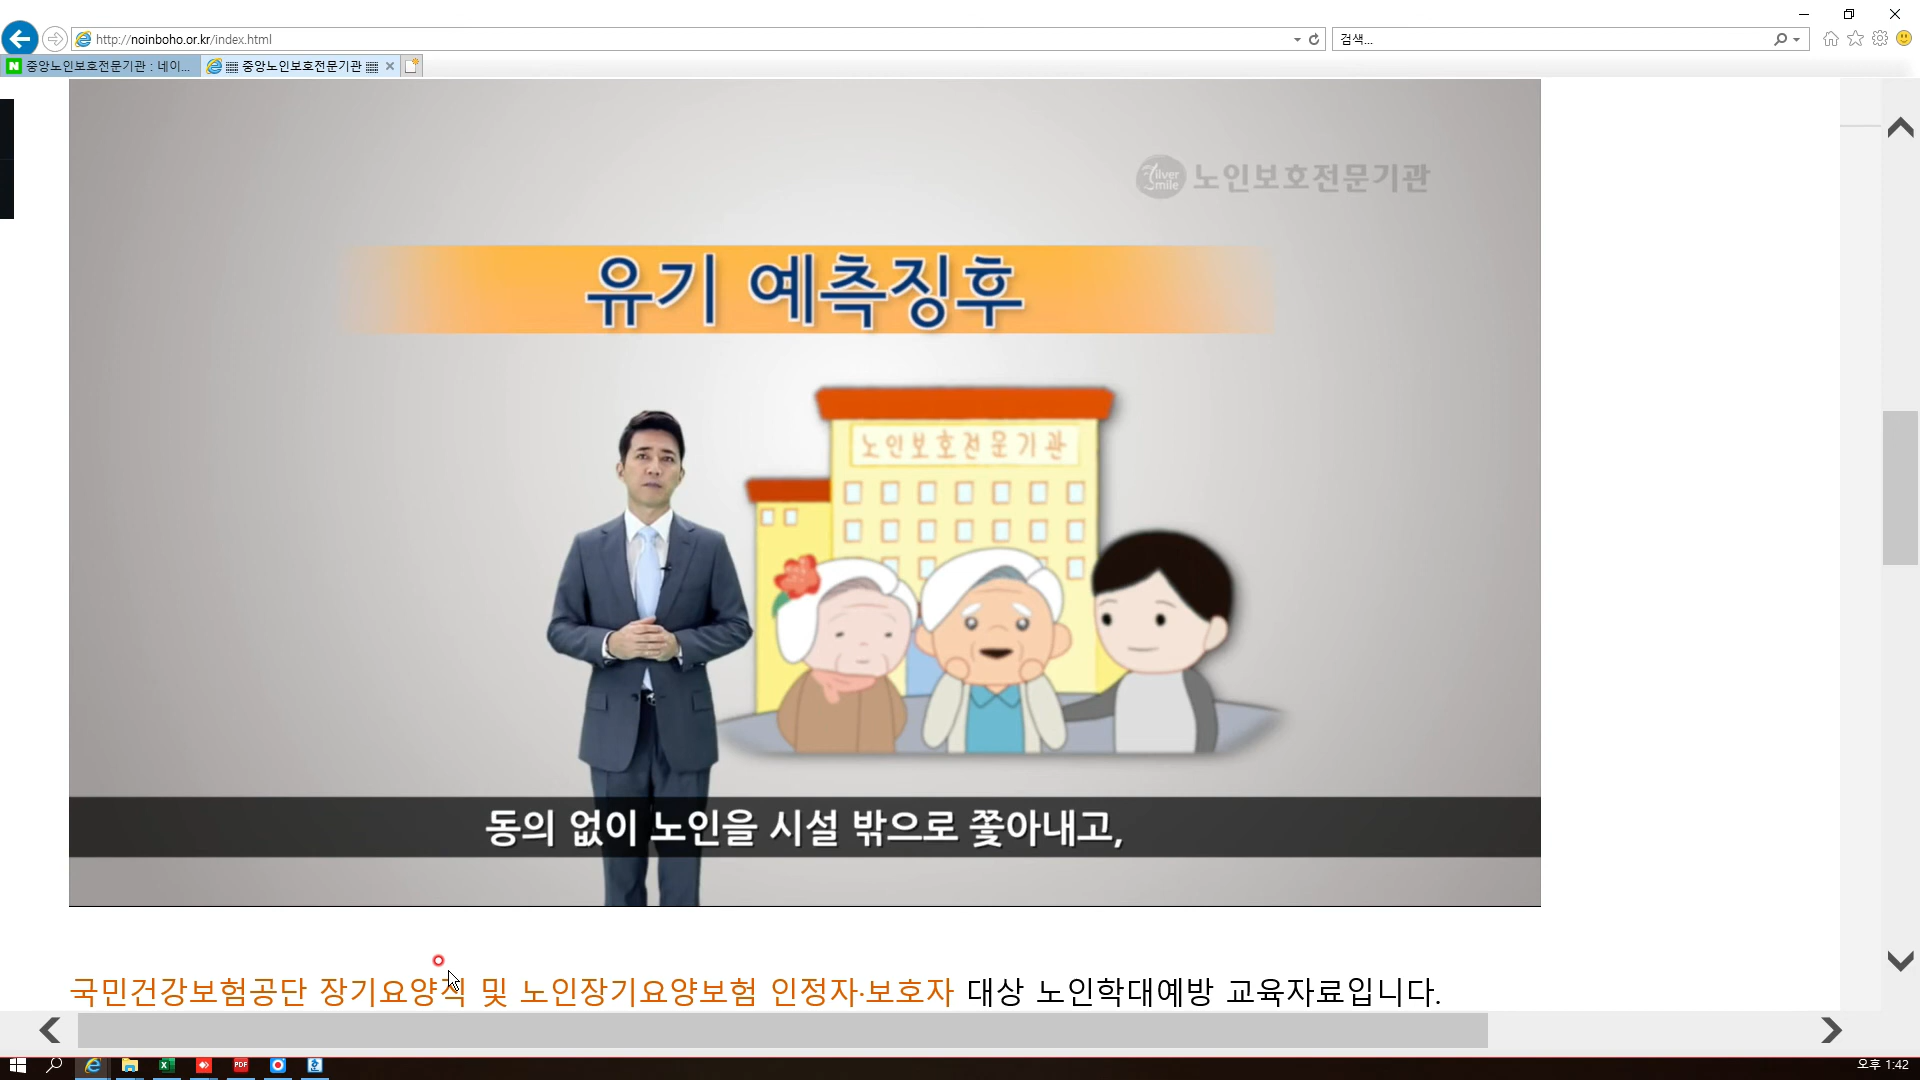 http://noinboho.or.kr/index.html
검색...
중앙노인보호전문기관 : 네이...
▦ 중앙노인보호전문기관 ▦
Silver Smile 노인보호전문기관
유기 예측징후
노인보호전문기관
동의 없이 노인을 시설 밖으로 쫓아내고,
국민건강보험공단 장기요양직 및 노인장기요양보험 인정자·보호자 대상 노인학대예방 교육자료입니다.
PDF
오후 1:42